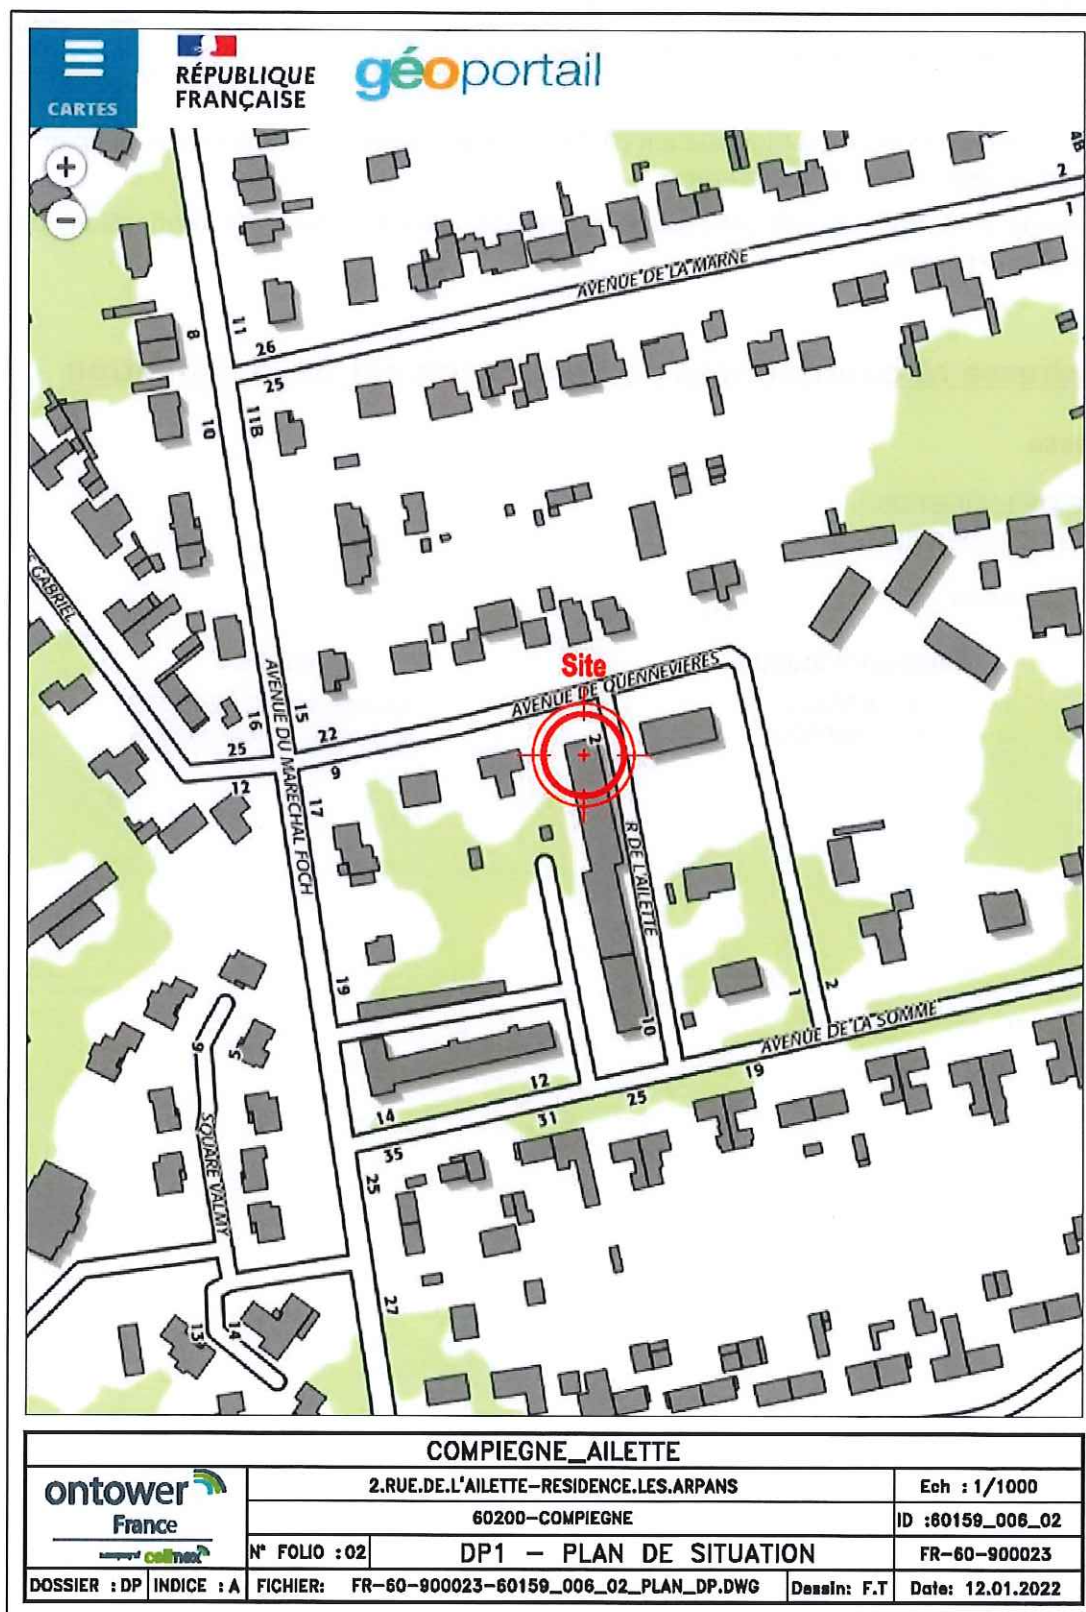 CARTES
RÉPUBLIQUE
FRANÇAISE
géoportail
+
−
4B
2
1
AVENUE DE LA MARNE
8
11
26
25
10
11B
GABRIEL
AVENUE DU MARECHAL FOCH
15
16
22
25
9
12
17
Site
AVENUE DE QUENNEVIERES
2
R DE L'AILETTE
10
19
1
2
AVENUE DE LA SOMME
19
25
31
12
14
35
25
27
9
5
SQUARE VALMY
13
14
COMPIEGNE_AILETTE
ontower
France
cellnex
2.RUE.DE.L'AILETTE–RESIDENCE.LES.ARPANS
Ech : 1/1000
60200–COMPIEGNE
ID :60159_006_02
N° FOLIO :02
DP1 – PLAN DE SITUATION
FR–60–900023
DOSSIER : DP
INDICE : A
FICHIER: FR–60–900023–60159_006_02_PLAN_DP.DWG
Dessin: F.T
Date: 12.01.2022